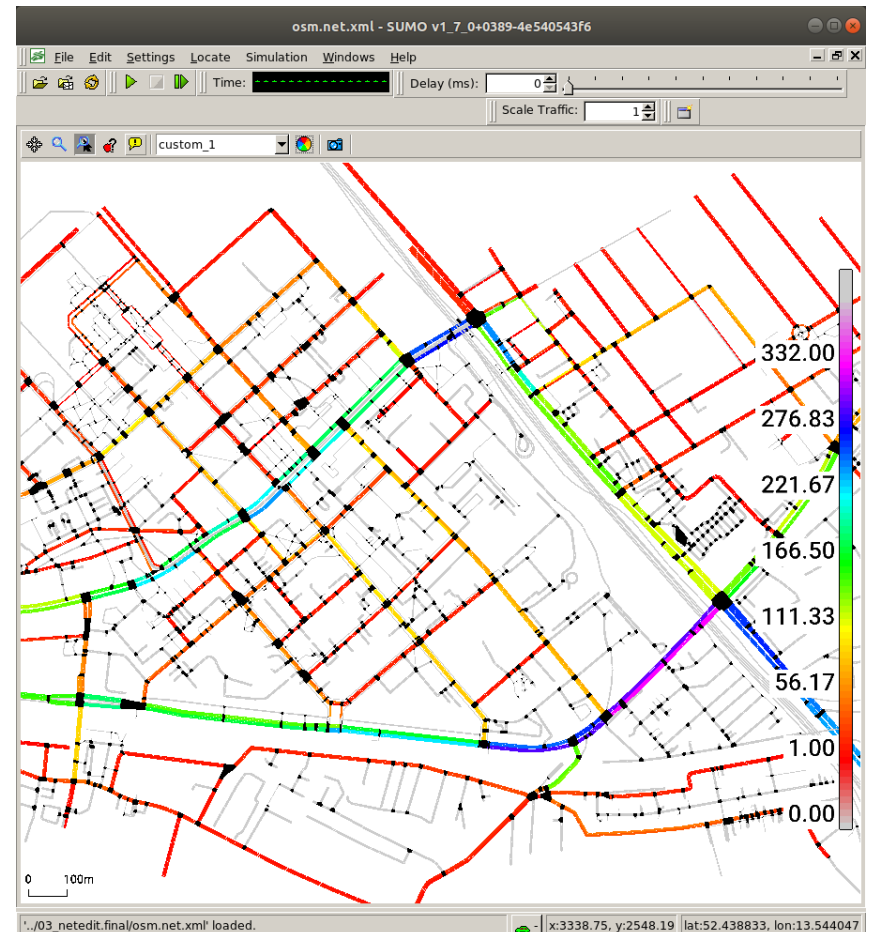 osm.net.xml - SUMO v1_7_0+0389-4e540543f6
File Edit Settings Locate Simulation Windows Help
Time: Delay (ms): 0
Scale Traffic: 1
custom_1
332.00
276.83
221.67
166.50
111.33
56.17
1.00
0.00
0 100m
'../03_netedit.final/osm.net.xml' loaded. - x:3338.75, y:2548.19 lat:52.438833, lon:13.544047